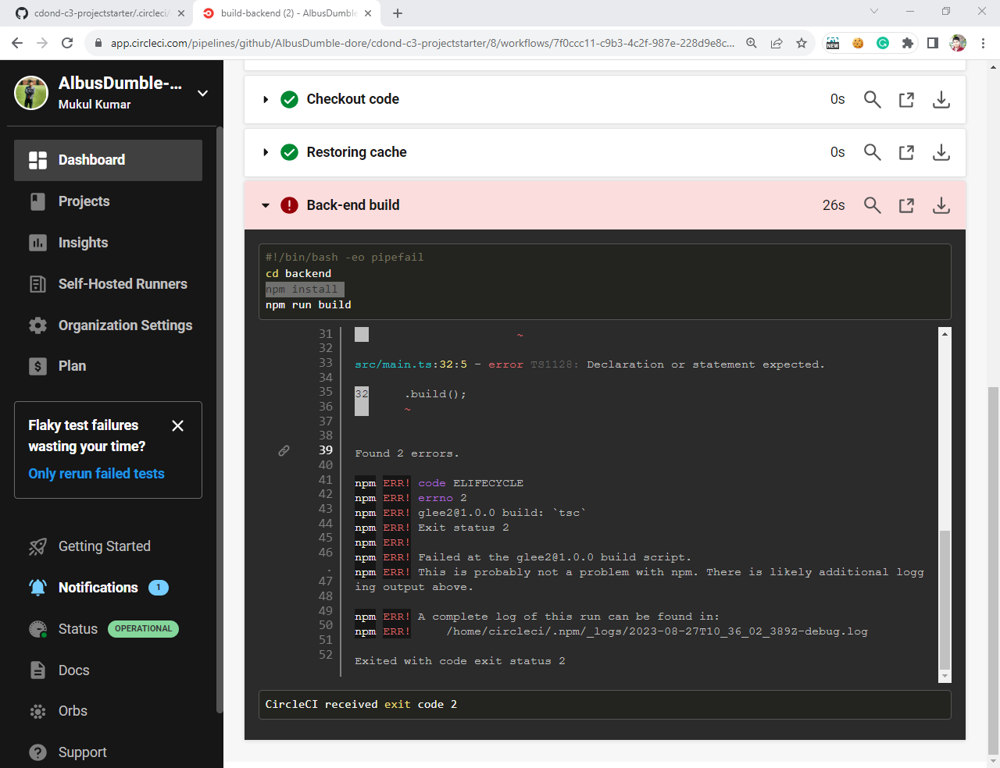 cdond-c3-projectstarter/.circleci/
build-backend (2) - AlbusDumble
app.circleci.com/pipelines/github/AlbusDumble-dore/cdond-c3-projectstarter/8/workflows/7f0ccc11-c9b3-4c2f-987e-228d9e8c...
NEW
AlbusDumble-...
Mukul Kumar
Dashboard
Projects
Insights
Self-Hosted Runners
Organization Settings
Plan
Flaky test failures
wasting your time?
Only rerun failed tests
Getting Started
Notifications 1
Status OPERATIONAL
Docs
Orbs
Support
Checkout code 0s
Restoring cache 0s
Back-end build 26s
#!/bin/bash -eo pipefail
cd backend
npm install
npm run build
31 ~
32
33 src/main.ts:32:5 - error TS1128: Declaration or statement expected.
34
35 32 .build();
36 ~
37
38
39 Found 2 errors.
40
41 npm ERR! code ELIFECYCLE
42 npm ERR! errno 2
43 npm ERR! glee2@1.0.0 build: `tsc`
44 npm ERR! Exit status 2
45 npm ERR!
46 npm ERR! Failed at the glee2@1.0.0 build script.
. npm ERR! This is probably not a problem with npm. There is likely additional logg
47 ing output above.
48
49 npm ERR! A complete log of this run can be found in:
50 npm ERR! /home/circleci/.npm/_logs/2023-08-27T10_36_02_389Z-debug.log
51
52 Exited with code exit status 2
CircleCI received exit code 2